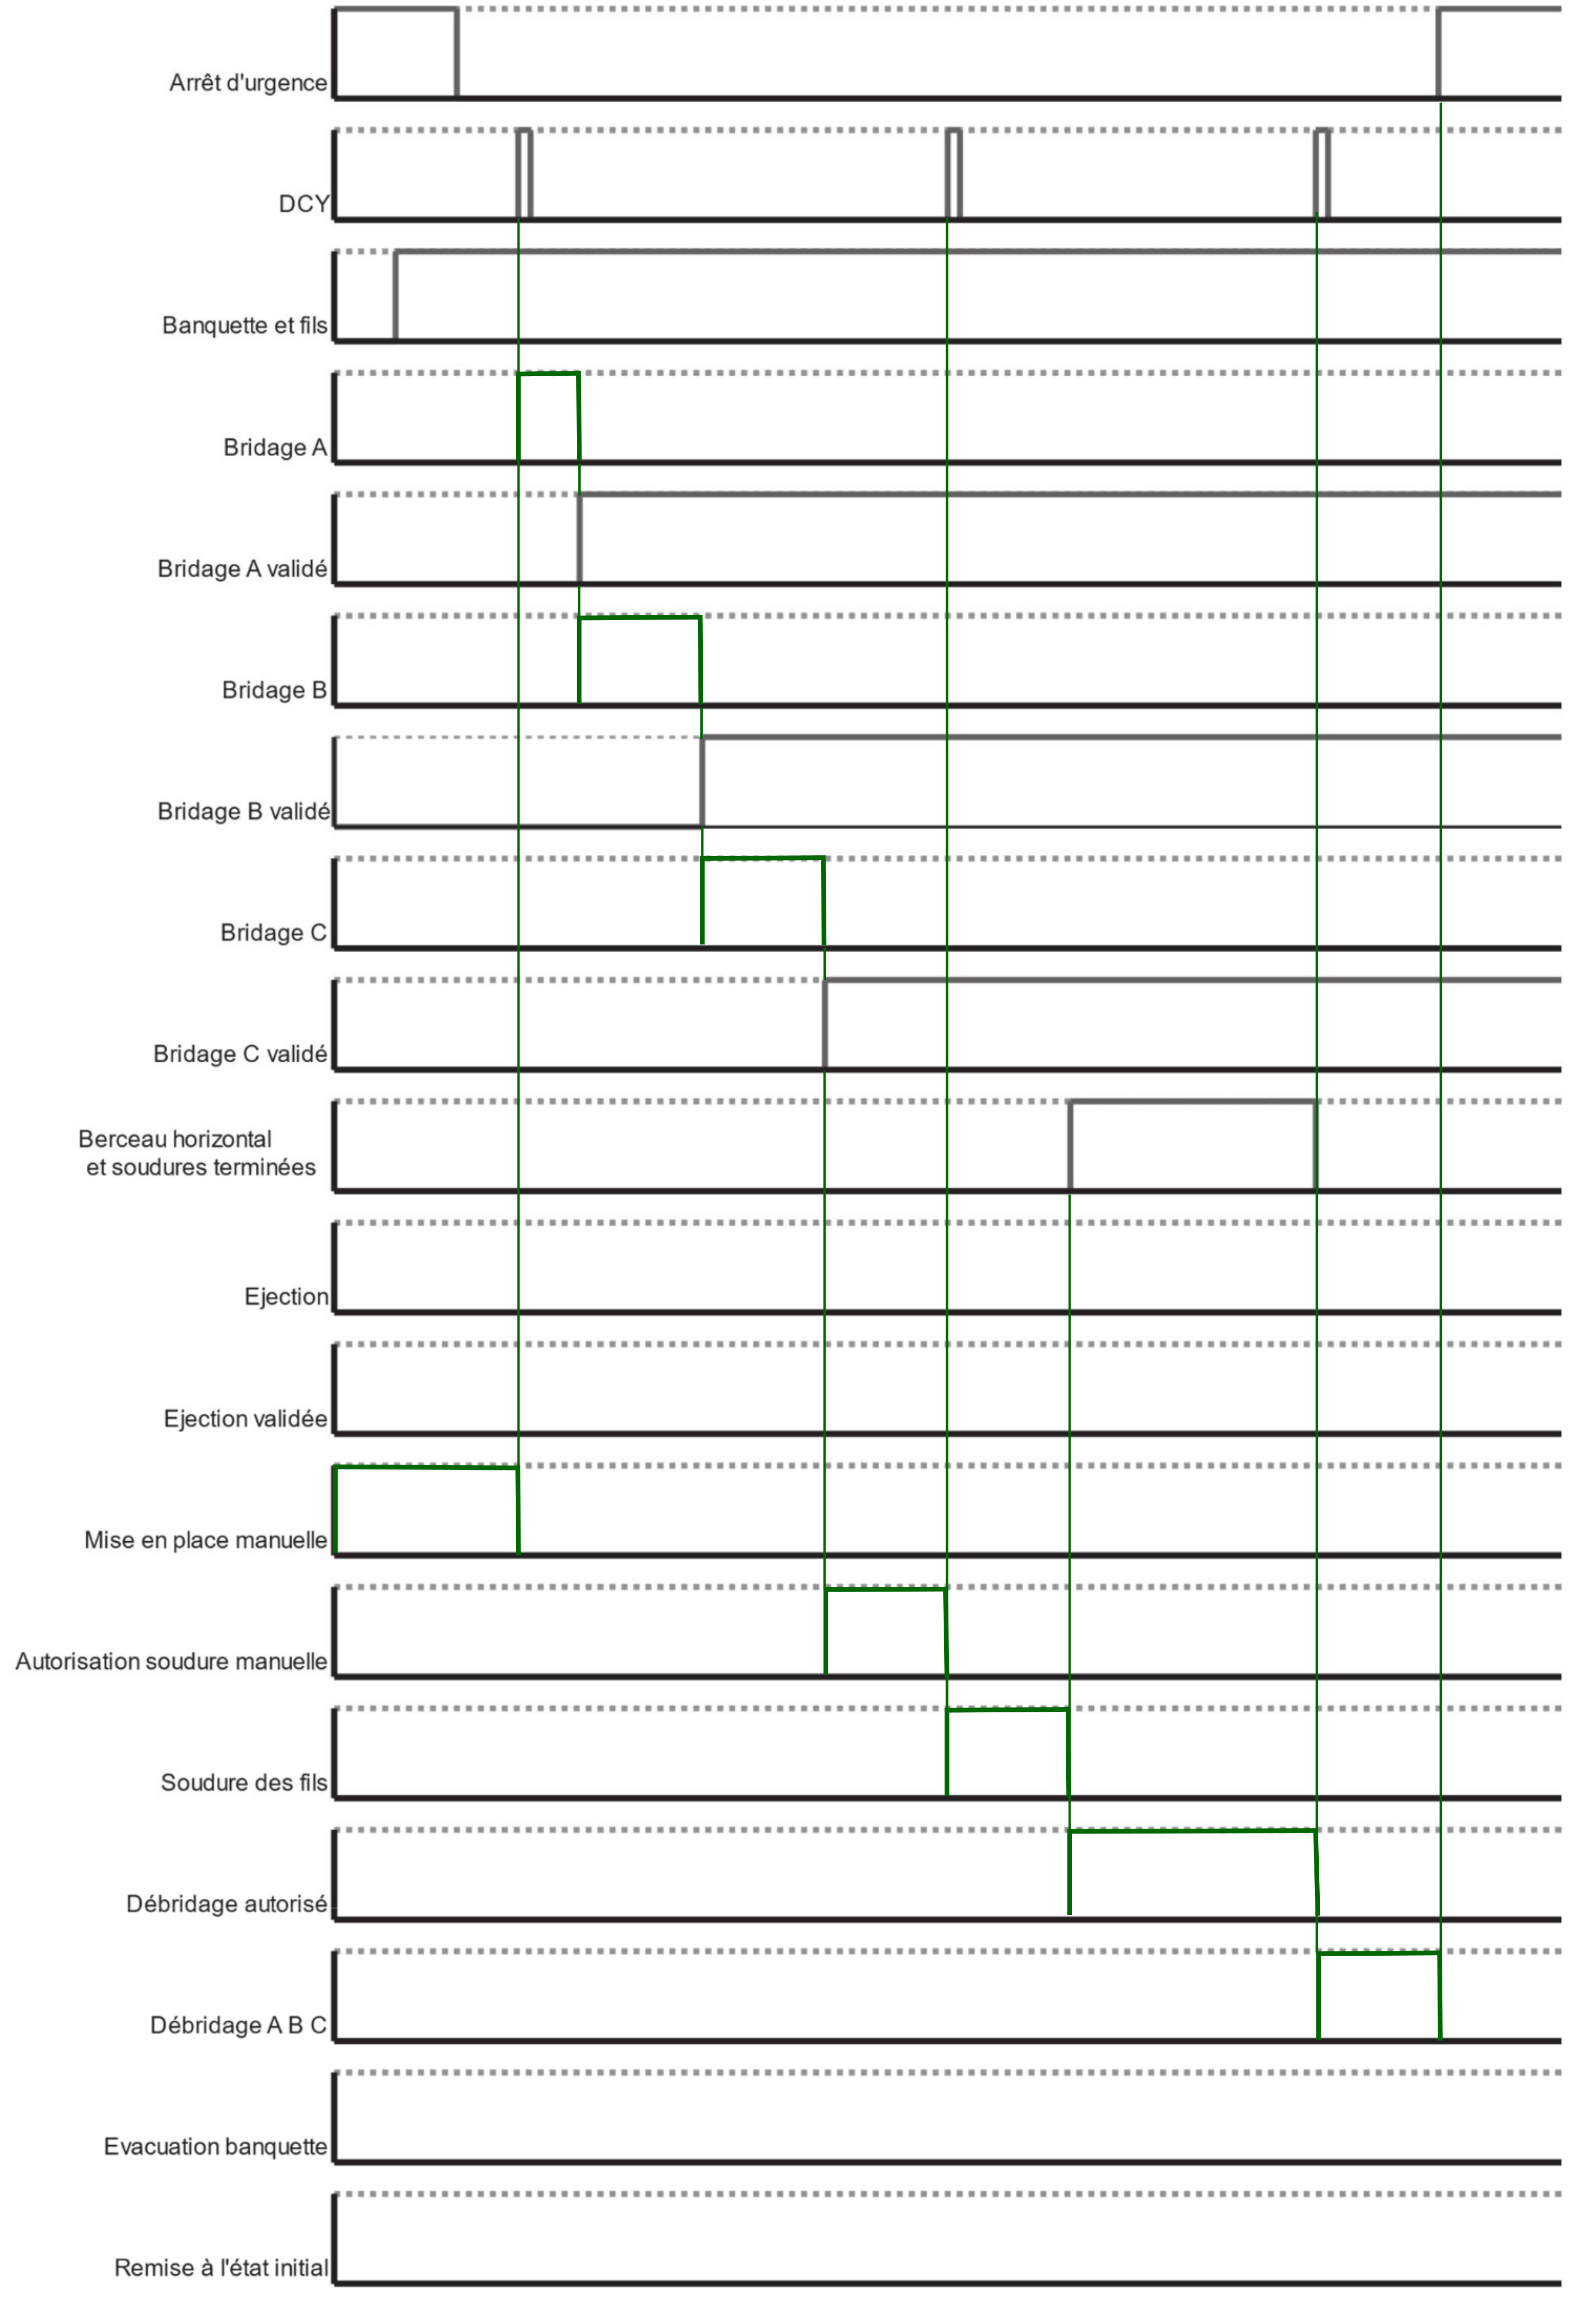 Arrêt d'urgence
DCY
Banquette et fils
Bridage A
Bridage A validé
Bridage B
Bridage B validé
Bridage C
Bridage C validé
Berceau horizontal
et soudures terminées
Ejection
Ejection validée
Mise en place manuelle
Autorisation soudure manuelle
Soudure des fils
Débridage autorisé
Débridage A B C
Evacuation banquette
Remise à l'état initial